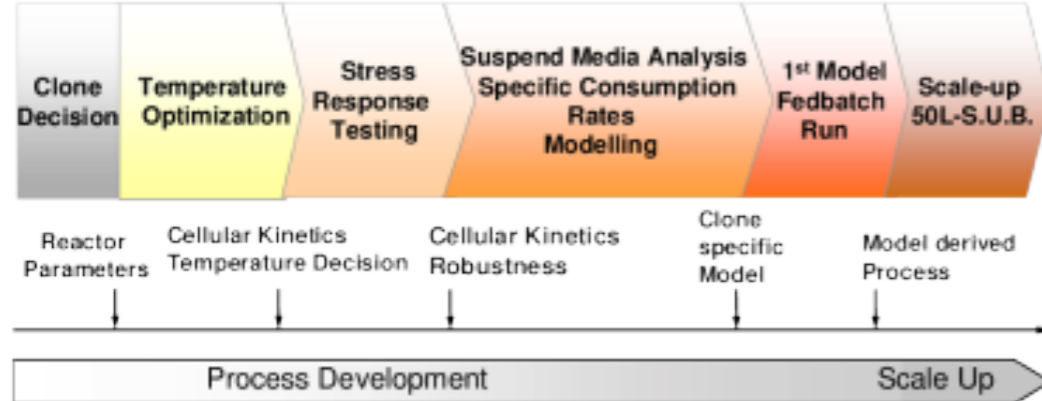 Clone
Decision
Temperature
Optimization
Stress
Response
Testing
Suspend Media Analysis
Specific Consumption
Rates
Modelling
1st Model
Fedbatch
Run
Scale-up
50L-S.U.B.
Reactor
Parameters
Cellular Kinetics
Temperature Decision
Cellular Kinetics
Robustness
Clone
specific
Model
Model derived
Process
Process Development
Scale Up